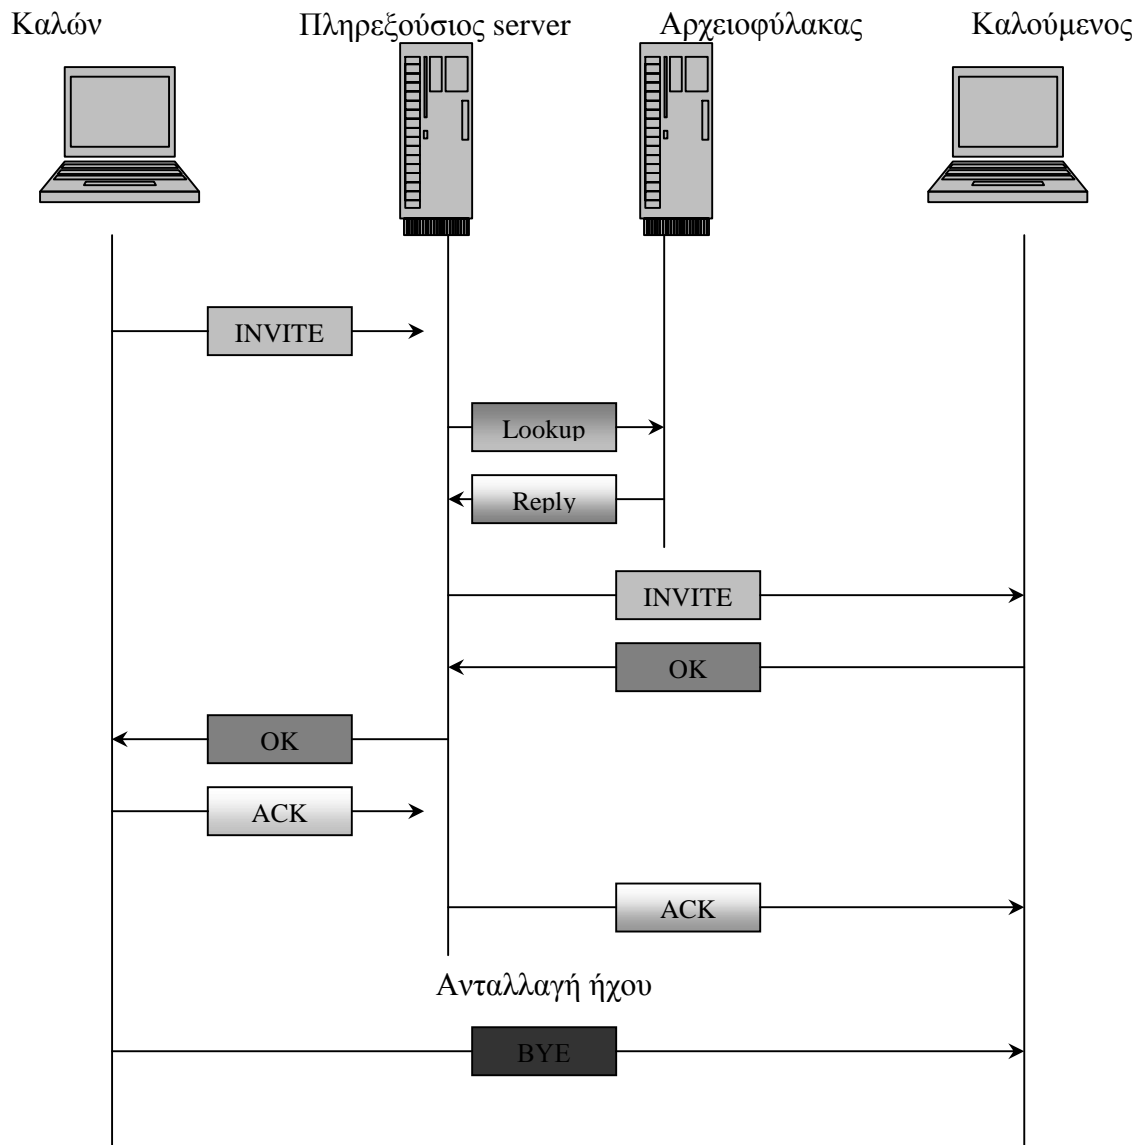 Καλών
Πληρεξούσιος server
Αρχειοφύλακας
Καλούμενος
INVITE
Lookup
Reply
INVITE
OK
OK
ACK
ACK
Ανταλλαγή ήχου
BYE